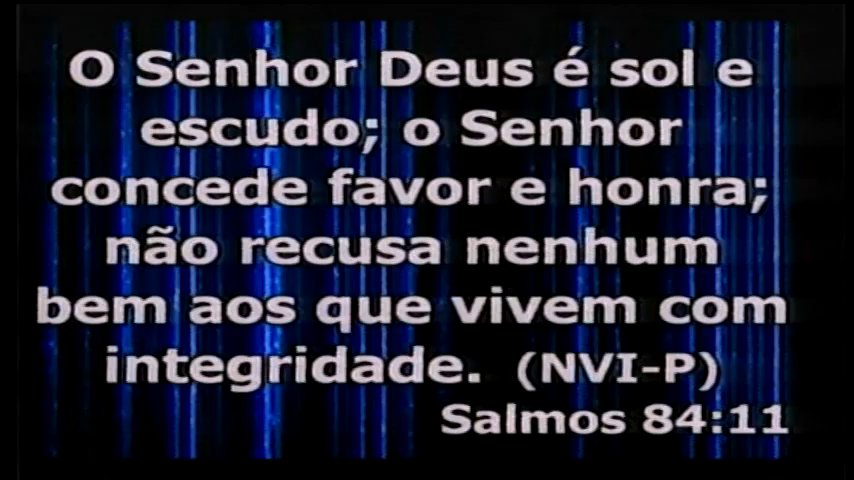 O Senhor Deus é sol e
escudo; o Senhor
concede favor e honra;
não recusa nenhum
bem aos que vivem com
integridade. (NVI-P)
Salmos 84:11